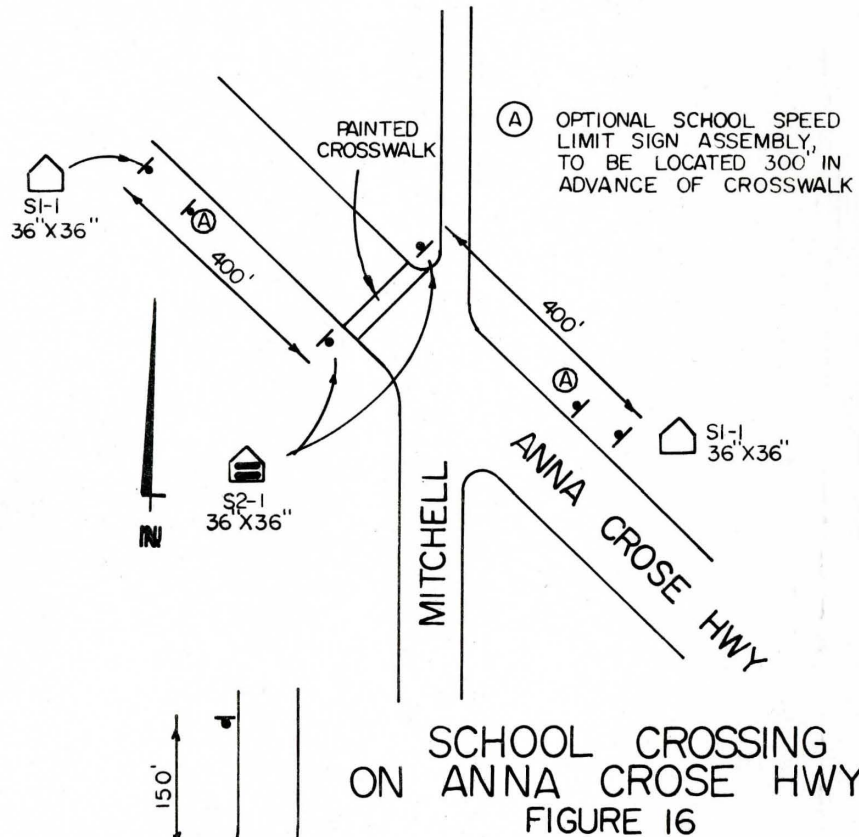 PAINTED
CROSSWALK
Ⓐ OPTIONAL SCHOOL SPEED
LIMIT SIGN ASSEMBLY,
TO BE LOCATED 300" IN
ADVANCE OF CROSSWALK
S1-1
36"X36"
A
400'
400'
A
S1-1
36"X36"
S2-1
36"X36"
N
MITCHELL
ANNA CROSE HWY
150'
SCHOOL CROSSING
ON ANNA CROSE HWY
FIGURE 16